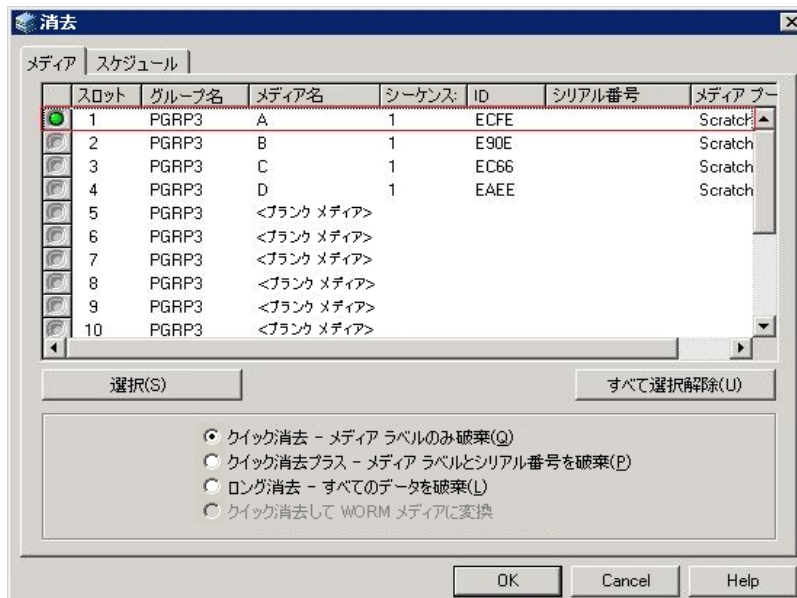 消去
メディア スケジュール
スロット グループ名 メディア名 シーケンス: ID シリアル番号 メディア プー
1 PGRP3 A 1 ECFE Scratch
2 PGRP3 B 1 E90E Scratch
3 PGRP3 C 1 EC66 Scratch
4 PGRP3 D 1 EAEE Scratch
5 PGRP3 <ブランク メディア>
6 PGRP3 <ブランク メディア>
7 PGRP3 <ブランク メディア>
8 PGRP3 <ブランク メディア>
9 PGRP3 <ブランク メディア>
10 PGRP3 <ブランク メディア>
選択(S) すべて選択解除(U)
クイック消去 - メディア ラベルのみ破棄(Q)
クイック消去プラス - メディア ラベルとシリアル番号を破棄(P)
ロング消去 - すべてのデータを破棄(L)
クイック消去して WORM メディアに変換
OK Cancel Help